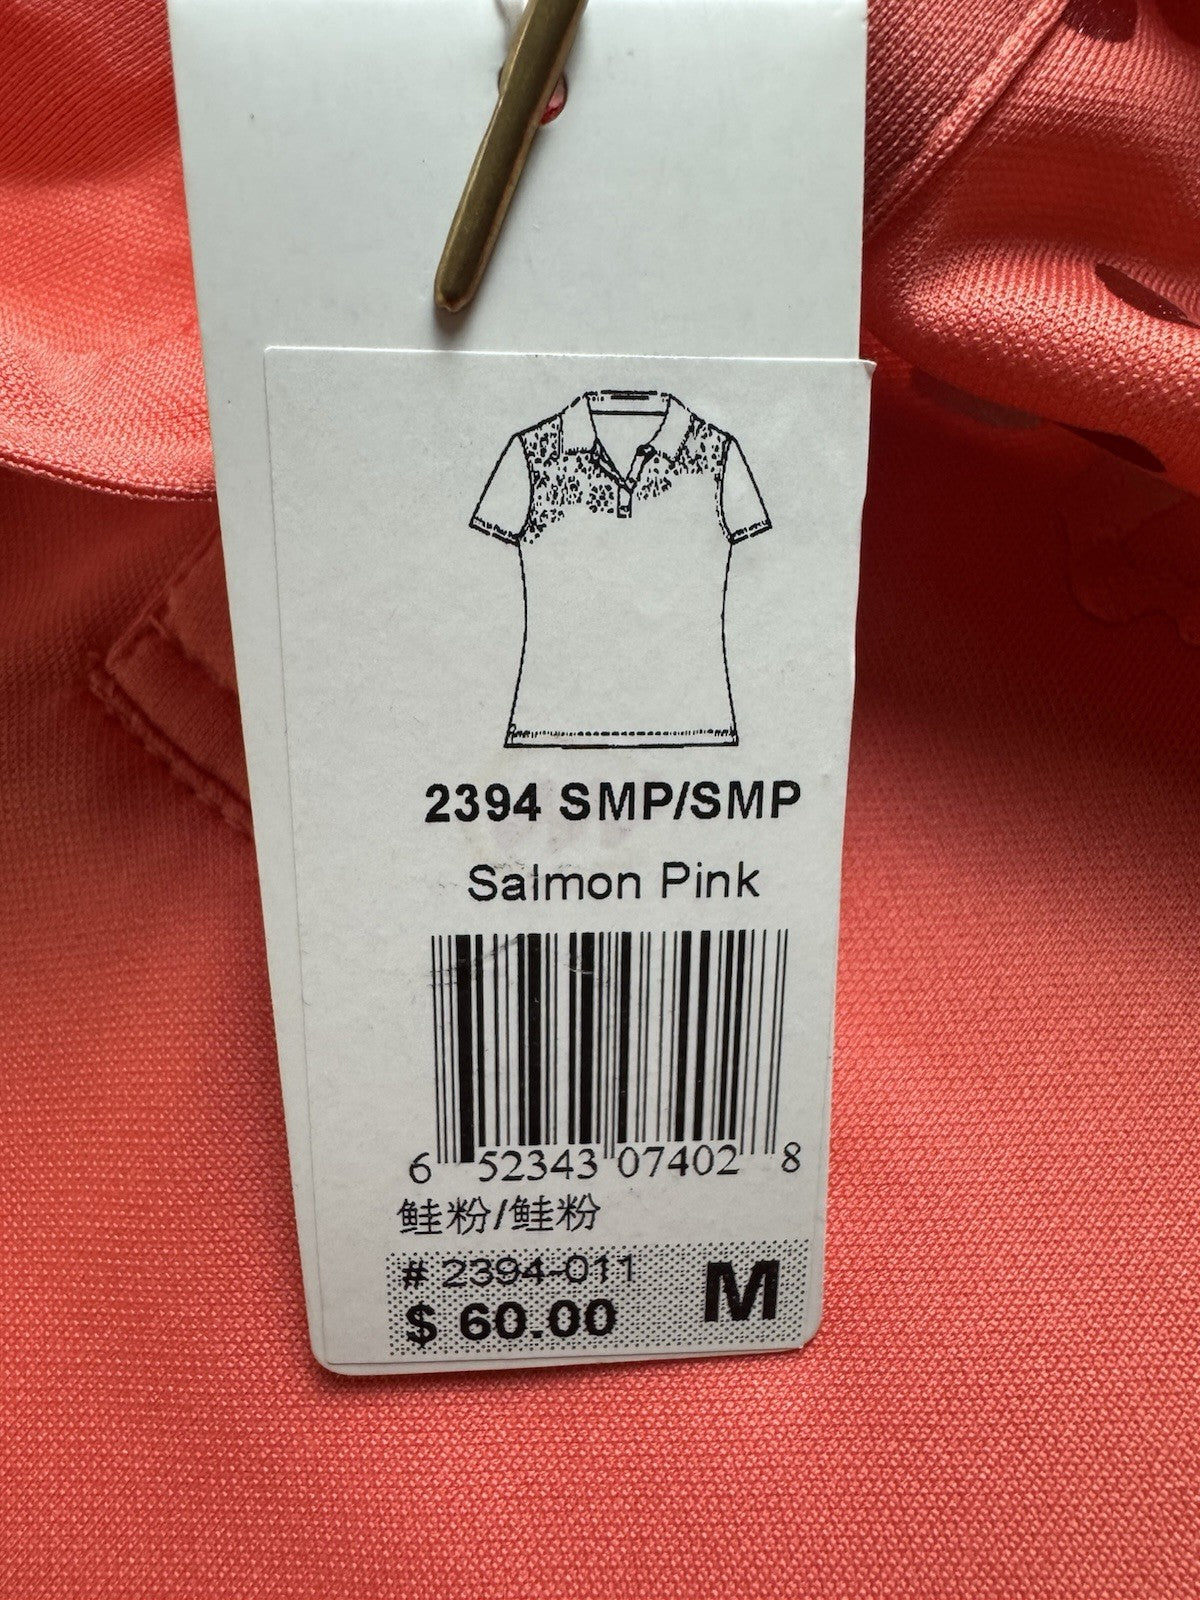 2394 SMP/SMP
Salmon Pink
6 52343 07402 8
鲑粉/鲑粉
# 2394-011
$ 60.00 M